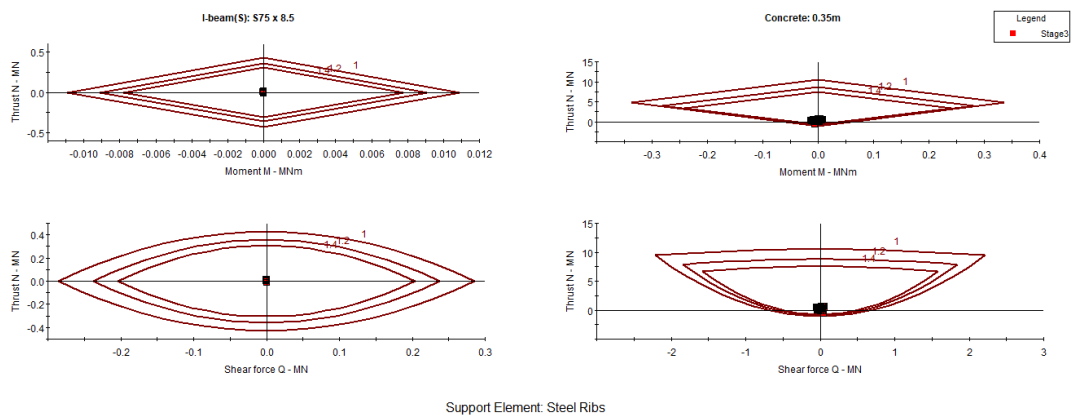 I-beam(S): S75 x 8.5
Concrete: 0.35m
Legend
Stage3
Thrust N - MN
0.5
0.0
-0.5
1
1.2
1.4
-0.010 -0.008 -0.006 -0.004 -0.002 0.000 0.002 0.004 0.006 0.008 0.010 0.012
Moment M - MNm
Thrust N - MN
15
10
5
0
1
1.2
1.4
-0.3 -0.2 -0.1 0.0 0.1 0.2 0.3 0.4
Moment M - MNm
Thrust N - MN
0.4
0.2
0.0
-0.2
-0.4
1
1.2
1.4
-0.2 -0.1 0.0 0.1 0.2 0.3
Shear force Q - MN
Thrust N - MN
15
10
5
0
1
1.2
1.4
-2 -1 0 1 2 3
Shear force Q - MN
Support Element: Steel Ribs